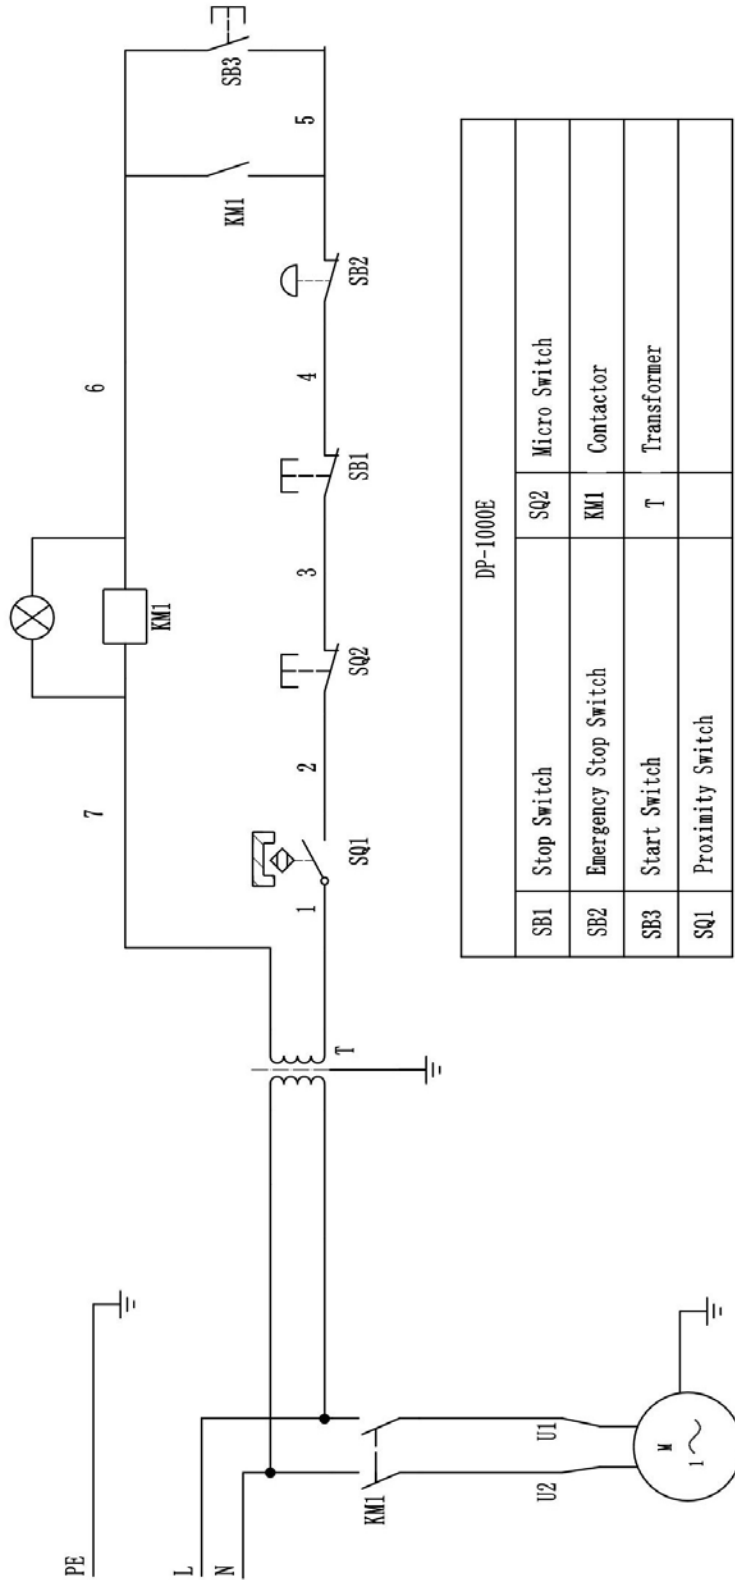 PE
L
N
KM1
U1
U2
M
1
T
7
6
KM1
1
SQ1
2
SQ2
3
SB1
4
SB2
5
KM1
SB3
DP-1000E
SB1 Stop Switch SQ2 Micro Switch
SB2 Emergency Stop Switch KM1 Contactor
SB3 Start Switch T Transformer
SQ1 Proximity Switch